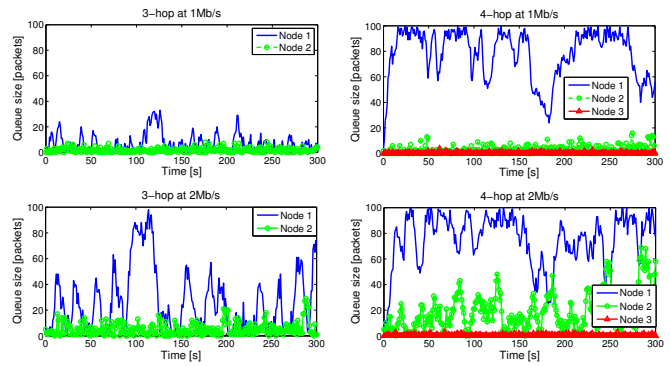 3-hop at 1Mb/s
Queue size [packets]
100
80
60
40
20
0
0 50 100 150 200 250 300
Time [s]
Node 1
Node 2
4-hop at 1Mb/s
Queue size [packets]
100
80
60
40
20
0
0 50 100 150 200 250 300
Time [s]
Node 1
Node 2
Node 3
3-hop at 2Mb/s
Queue size [packets]
100
80
60
40
20
0
0 50 100 150 200 250 300
Time [s]
Node 1
Node 2
4-hop at 2Mb/s
Queue size [packets]
100
80
60
40
20
0
0 50 100 150 200 250 300
Time [s]
Node 1
Node 2
Node 3